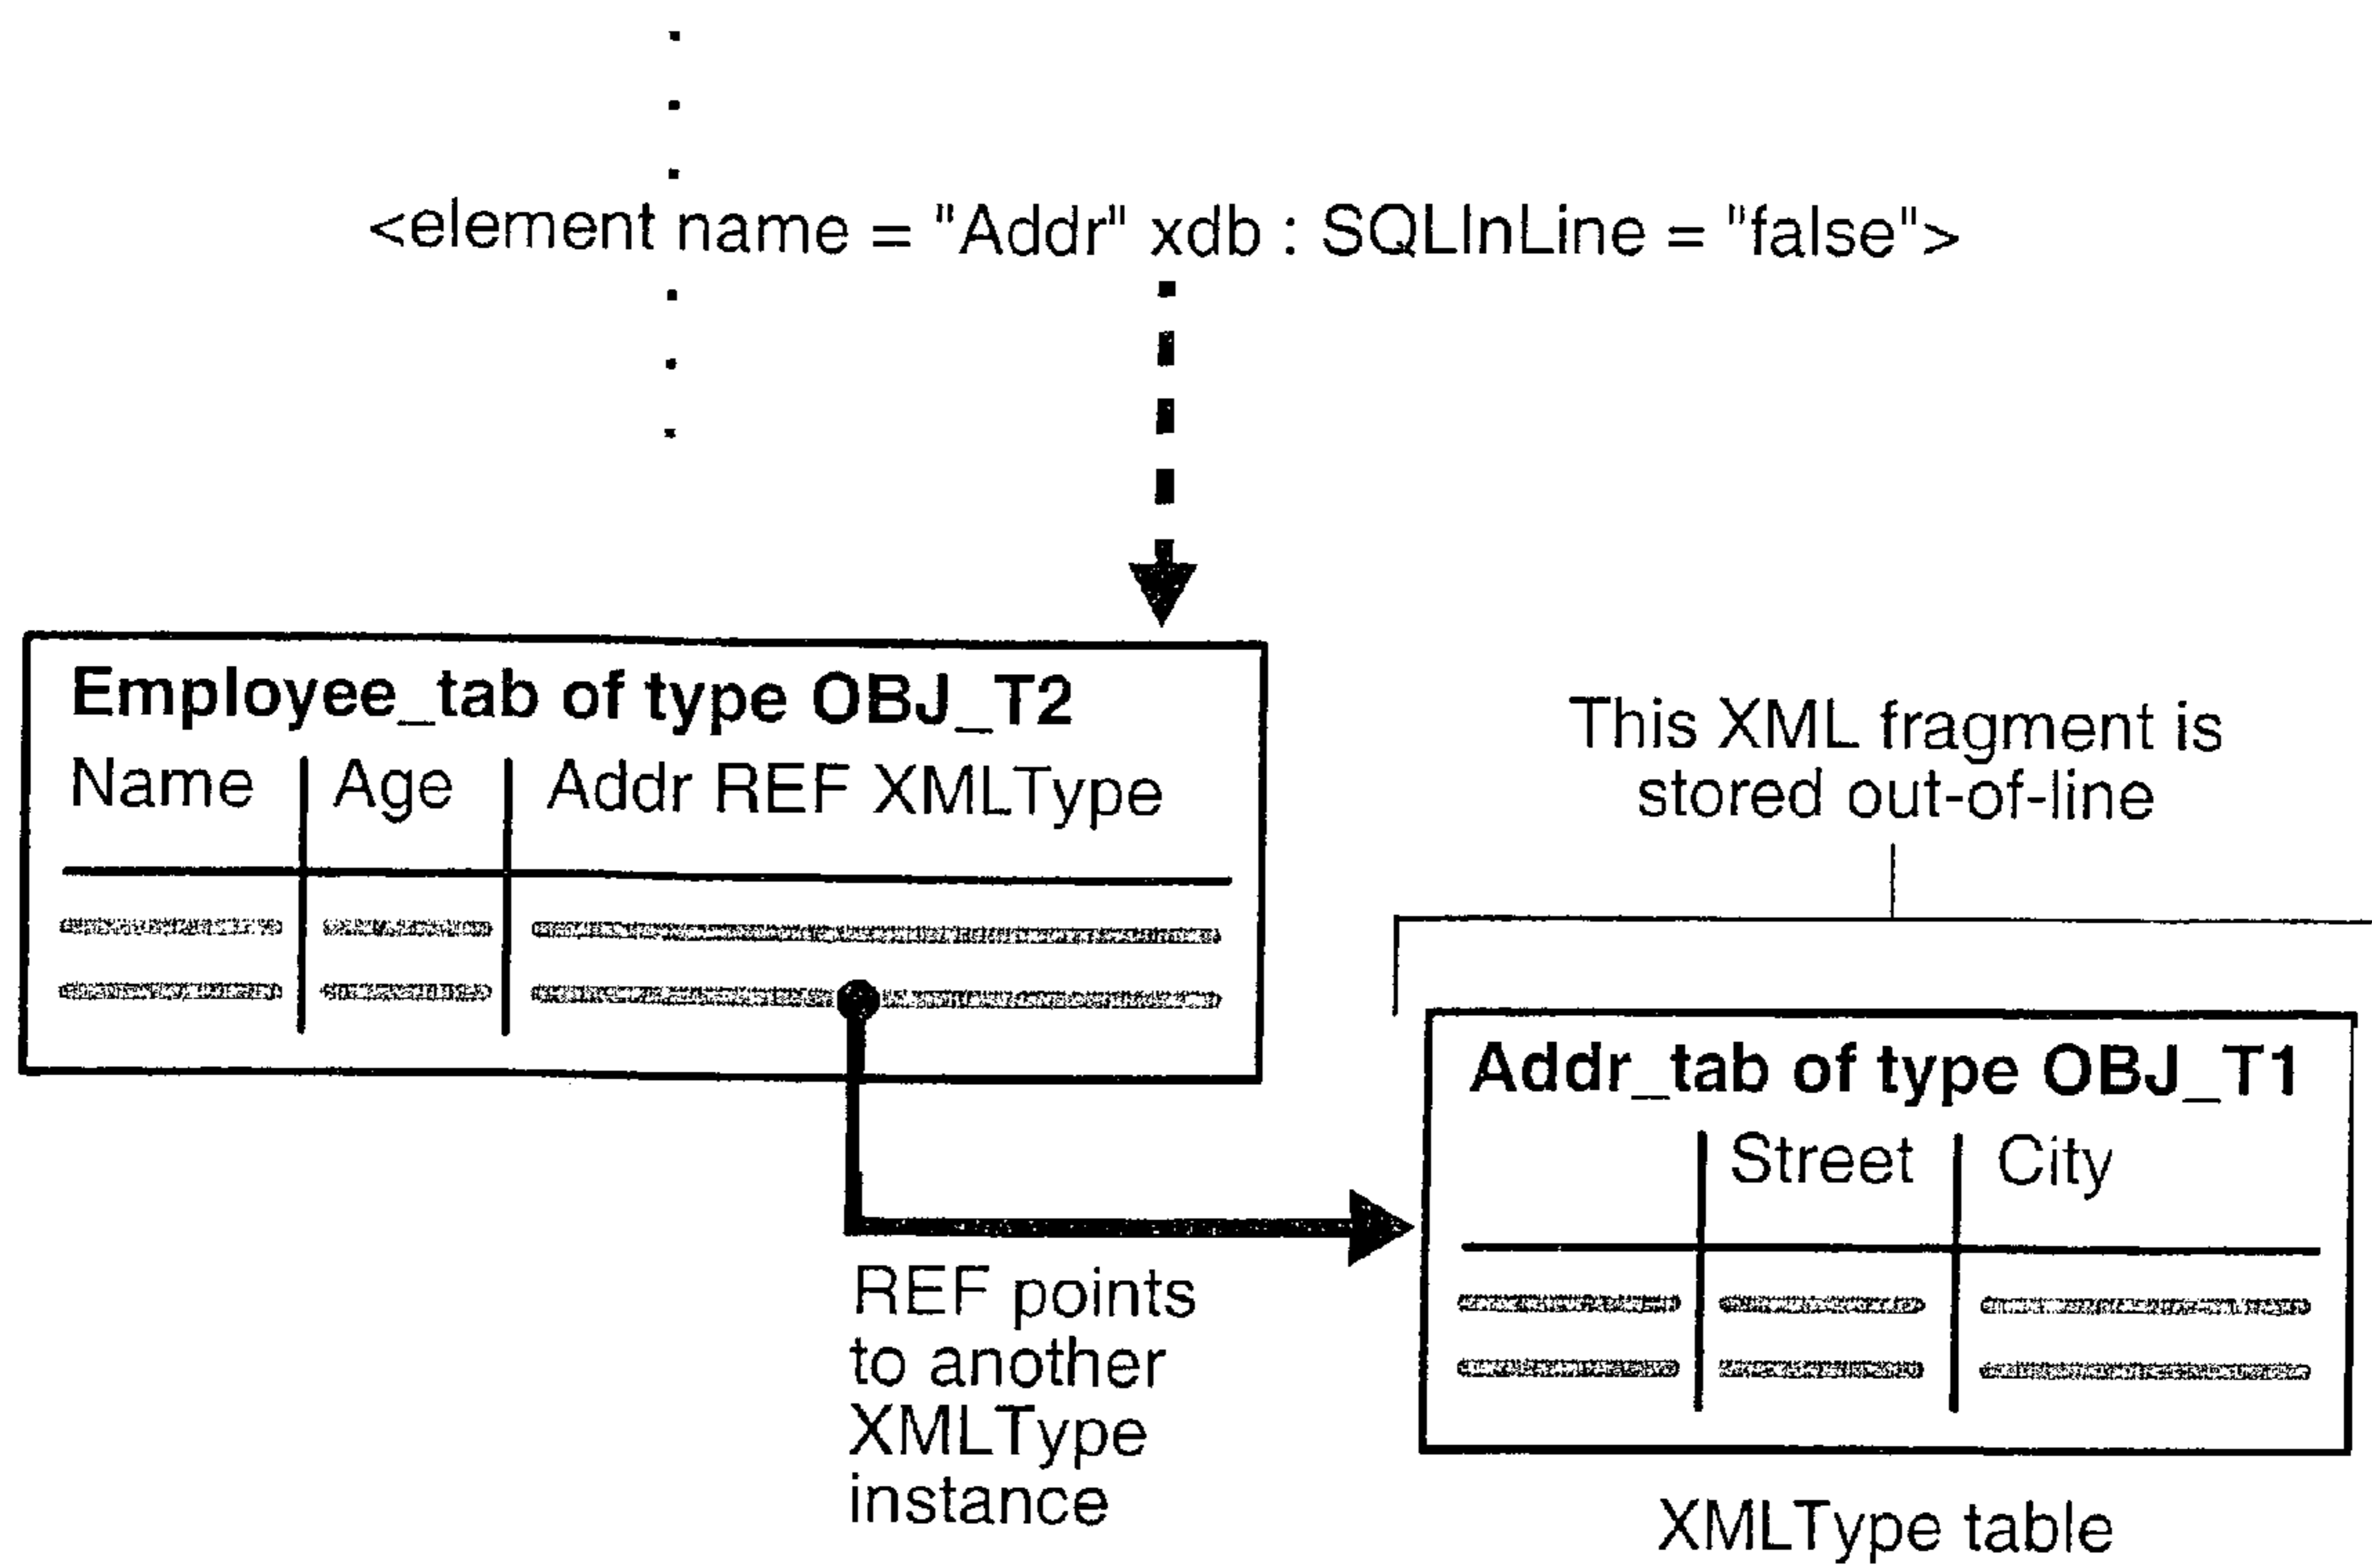 <element name = "Addr" xdb : SQLInLine = "false">
Employee_tab of type OBJ_T2
Name Age Addr REF XMLType
This XML fragment is
stored out-of-line
Addr_tab of type OBJ_T1
Street City
REF points
to another
XMLType
instance
XMLType table